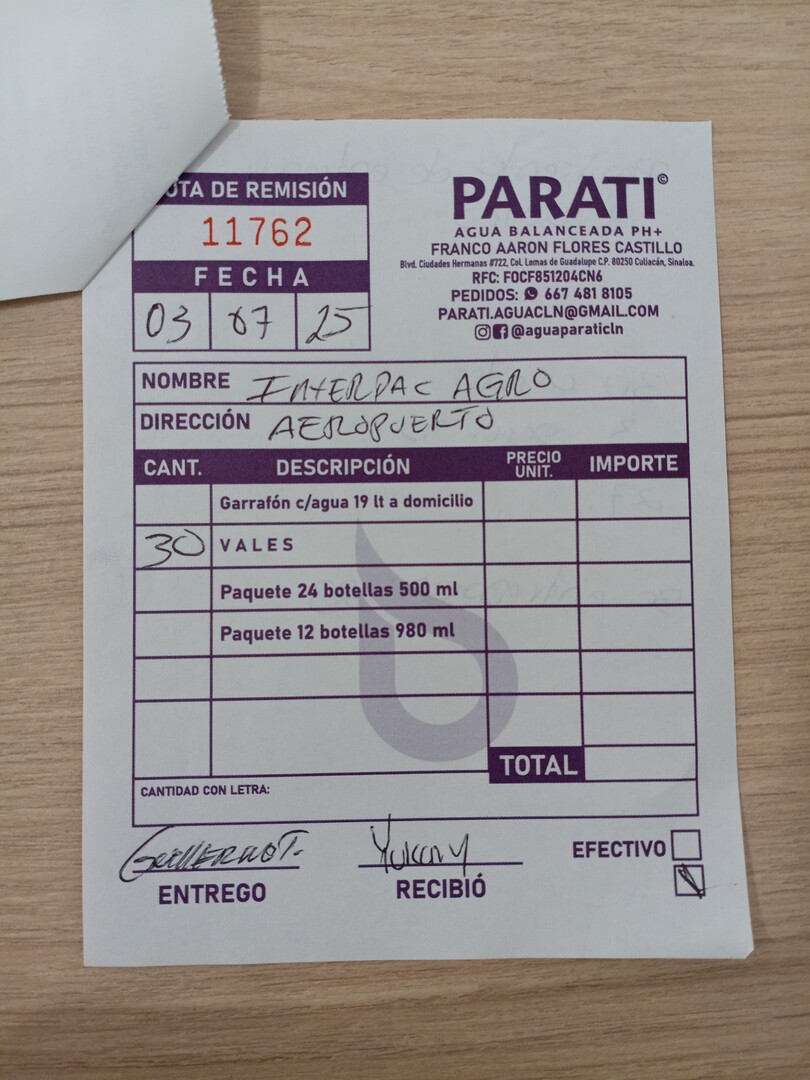 OTA DE REMISIÓN
11762
FECHA
03 07 25
PARATI©
AGUA BALANCEADA PH+
FRANCO AARON FLORES CASTILLO
Blvd. Ciudades Hermanas #722, Col. Lomas de Guadalupe C.P. 80250 Culiacán, Sinaloa.
RFC: FOCF851204CN6
PEDIDOS: 667 481 8105
PARATI.AGUACLN@GMAIL.COM
@aguaparaticln
NOMBRE INTERPAC AGRO
DIRECCIÓN AEROPUERTO
CANT. DESCRIPCIÓN PRECIO UNIT. IMPORTE
Garrafón c/agua 19 lt a domicilio
30 VALES
Paquete 24 botellas 500 ml
Paquete 12 botellas 980 ml
TOTAL
CANTIDAD CON LETRA:
GUILLERMO T.
ENTREGO
RECIBIÓ
EFECTIVO